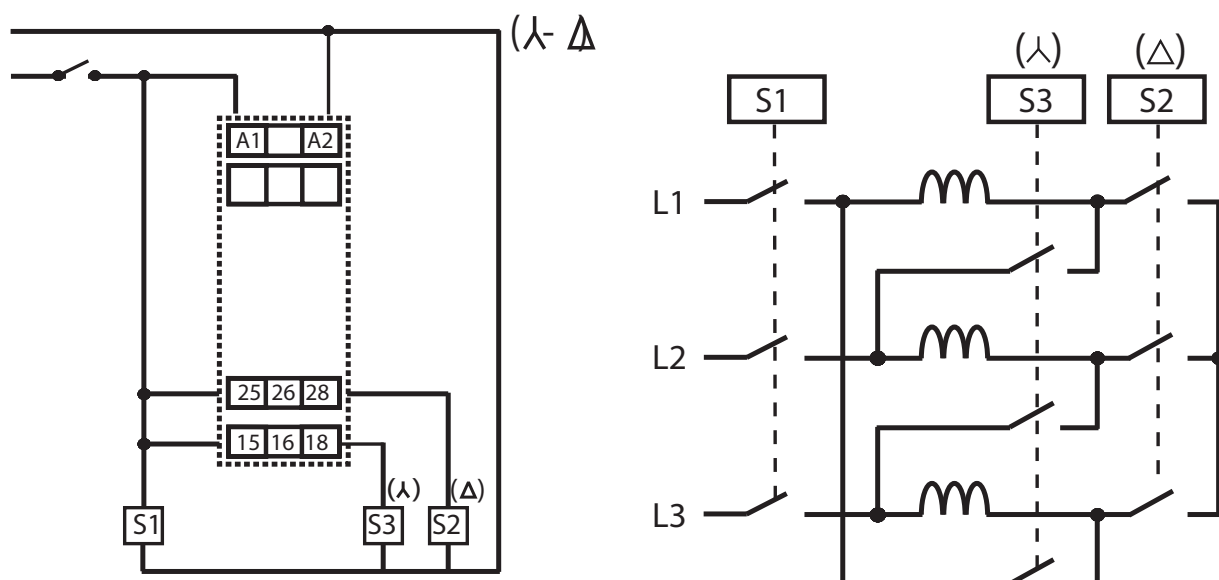 (⅄- Δ)
A1 A2
25 26 28
15 16 18
(⅄) (Δ)
S1 S3 S2
(⅄) (△)
S1 S3 S2
L1
L2
L3